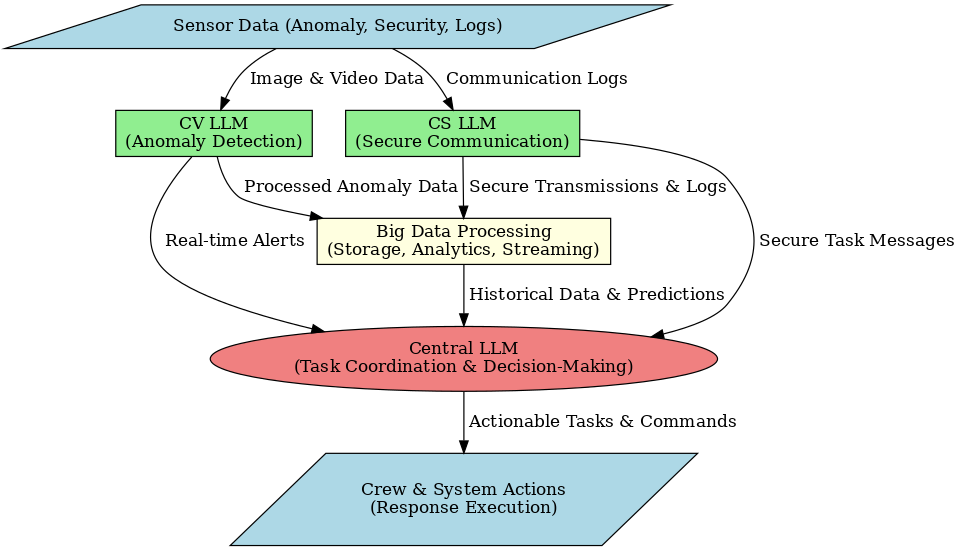 Sensor Data (Anomaly, Security, Logs)
Image & Video Data
Communication Logs
CV LLM
(Anomaly Detection)
CS LLM
(Secure Communication)
Processed Anomaly Data
Secure Transmissions & Logs
Real-time Alerts
Big Data Processing
(Storage, Analytics, Streaming)
Secure Task Messages
Historical Data & Predictions
Central LLM
(Task Coordination & Decision-Making)
Actionable Tasks & Commands
Crew & System Actions
(Response Execution)